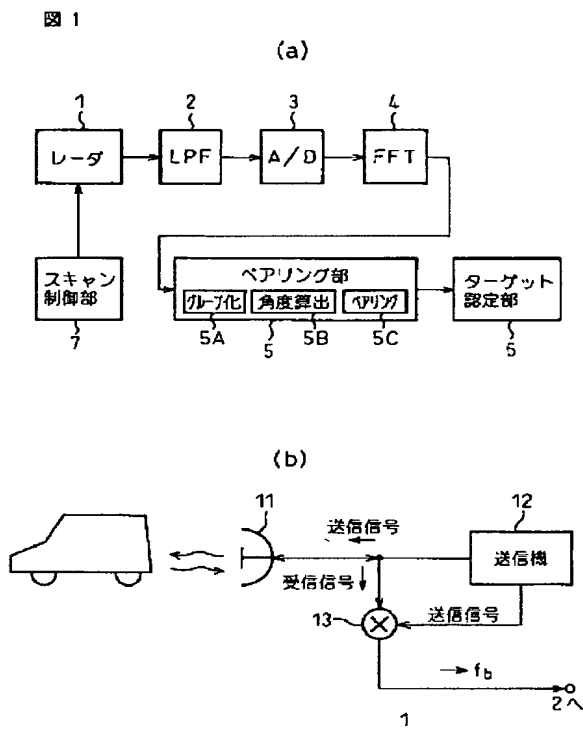 図 1
(a)
1 2 3 4
レーダ LPF A/D FFT
スキャン
制御部
7
ペアリング部
グループ化 角度算出 ペアリング
5A 5 5B 5C
ターゲット
認定部
6
(b)
11
12
送信信号
送信機
受信信号
13
送信信号
fb
2へ
1